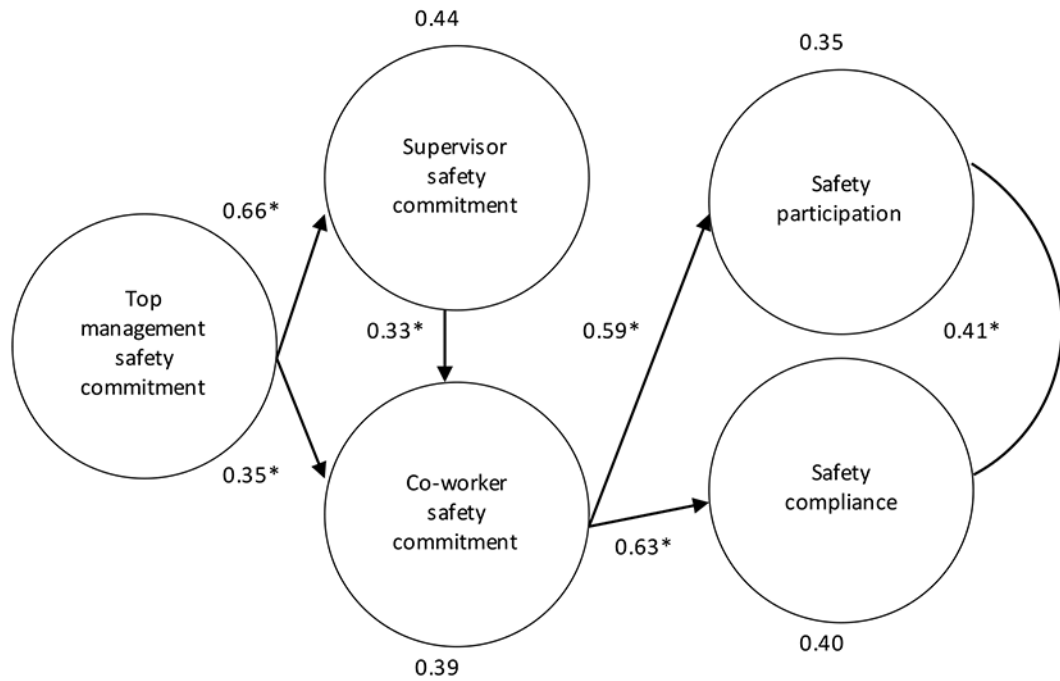 0.44
0.35
Supervisor
safety
commitment
Safety
participation
0.66*
Top
management
safety
commitment
0.33*
0.59*
0.41*
0.35*
Co-worker
safety
commitment
Safety
compliance
0.63*
0.39
0.40